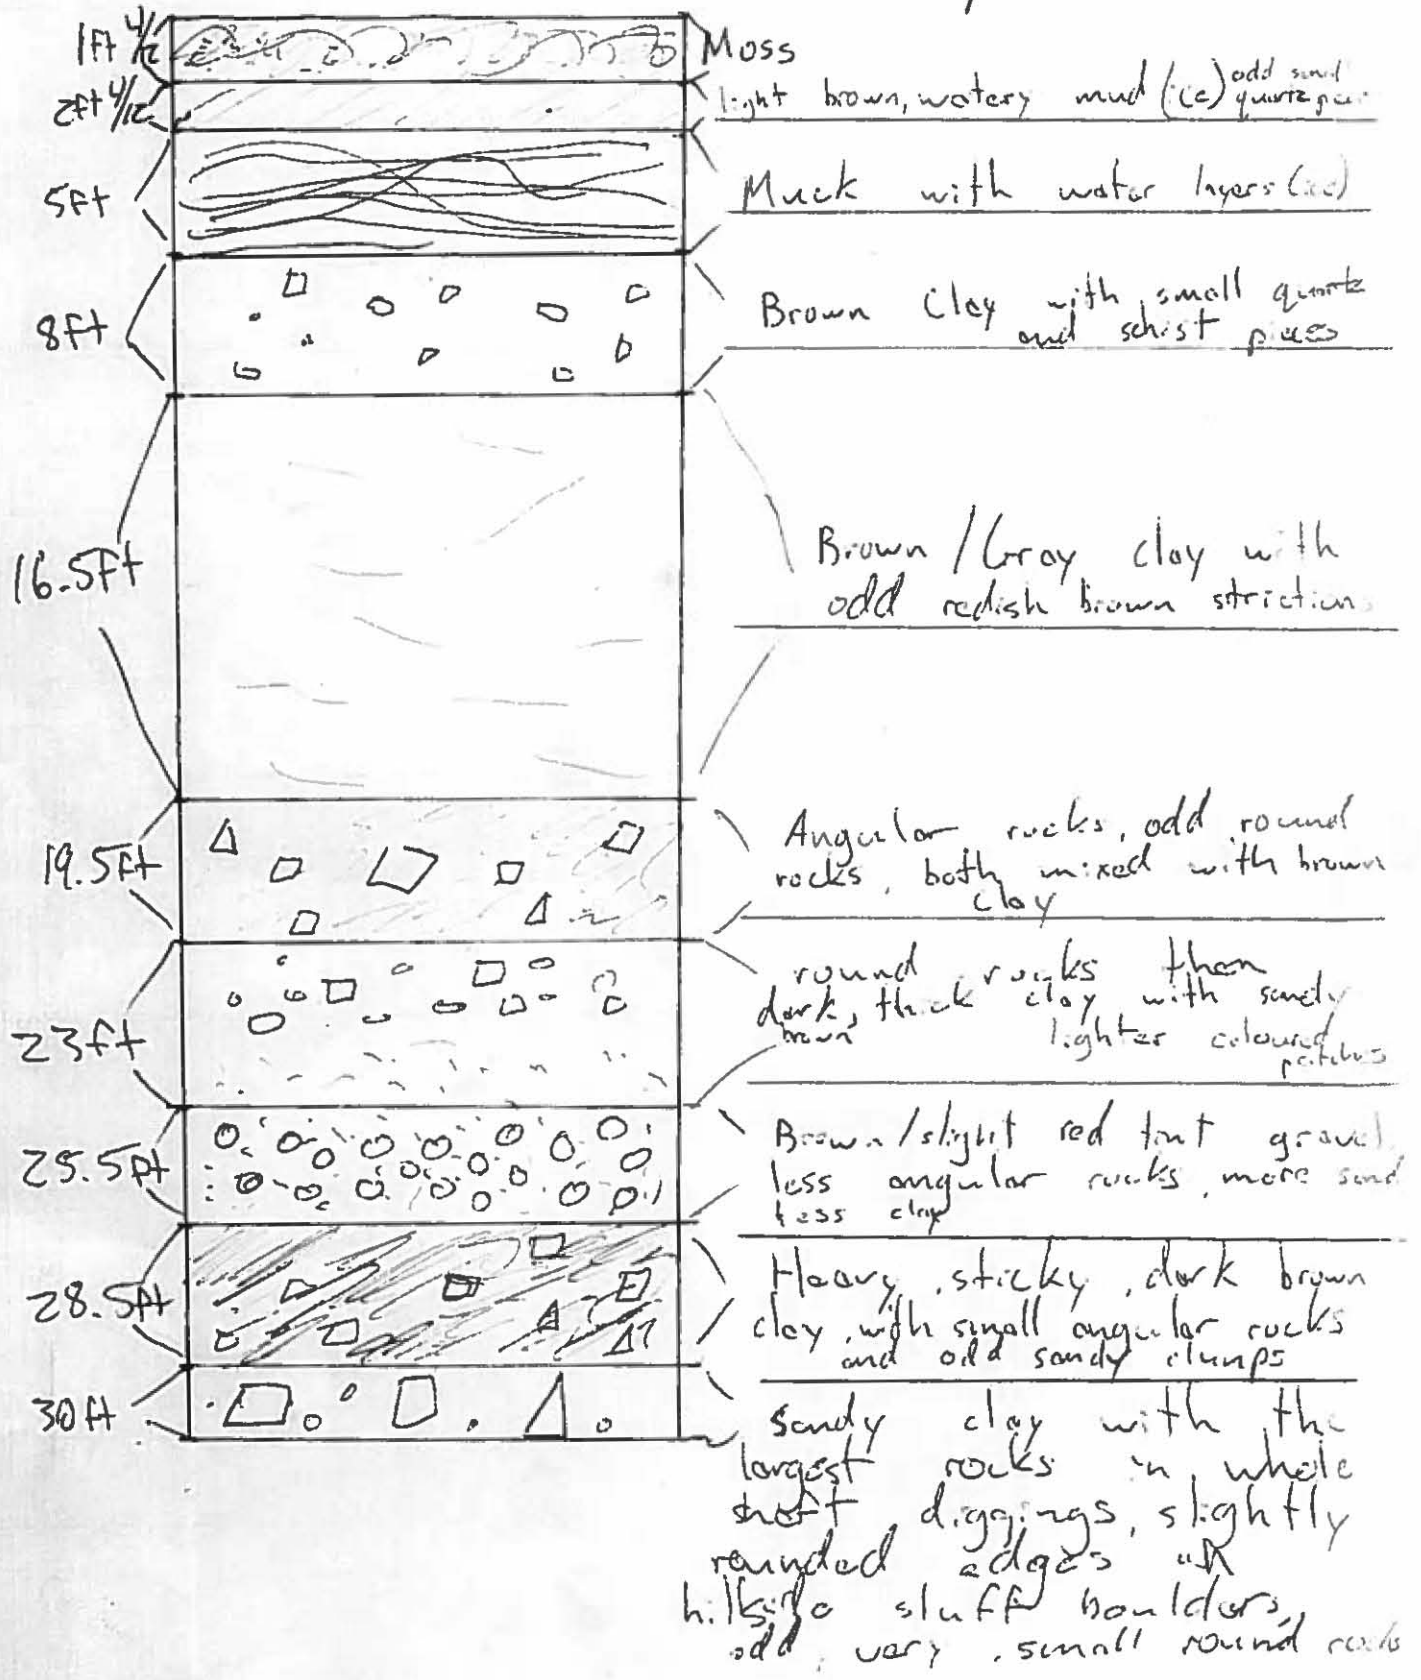 1ft 4/12
Moss
2ft 4/12
light brown, watery mud (ice) odd small
quartz
5ft
Muck with water layers (ice)
8ft
Brown Clay with small quartz
and schist pieces
16.5ft
Brown/Gray clay with
odd redish brown striction
19.5ft
Angular rocks, odd round
rocks, both mixed with brown
clay
23ft
round rocks then
dark, thick clay with sandy
brown lighter coloured
patches
25.5ft
Brown/slight red tint gravel
less angular rocks, more sand
less clay
28.5ft
Heavy, sticky, dark brown
clay, with small angular rocks
and odd sandy clumps
30ft
Sandy clay with the
largest rocks in whole
shaft diggings, slightly
rounded edges
sluff boulders,
odd, very, small round rocks